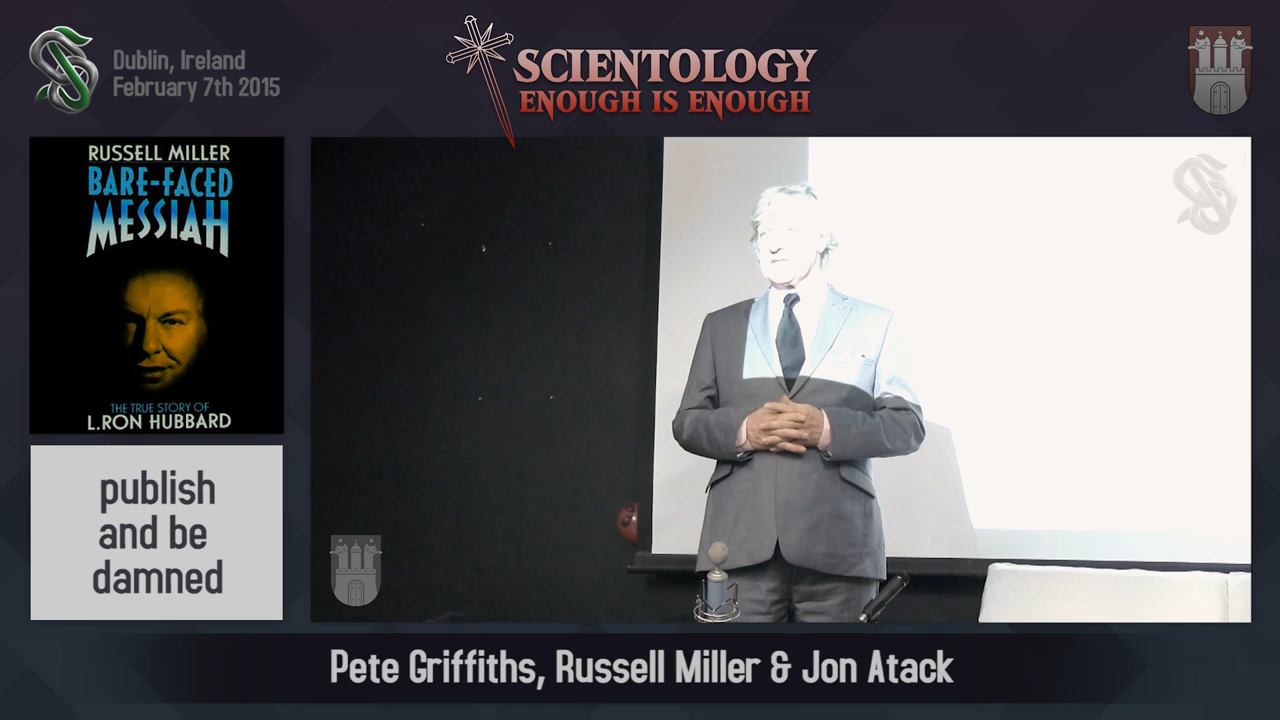 Dublin, Ireland
February 7th 2015
SCIENTOLOGY
ENOUGH IS ENOUGH
RUSSELL MILLER
BARE-FACED
MESSIAH
THE TRUE STORY OF
L.RON HUBBARD
publish
and be
damned
Pete Griffiths, Russell Miller & Jon Atack